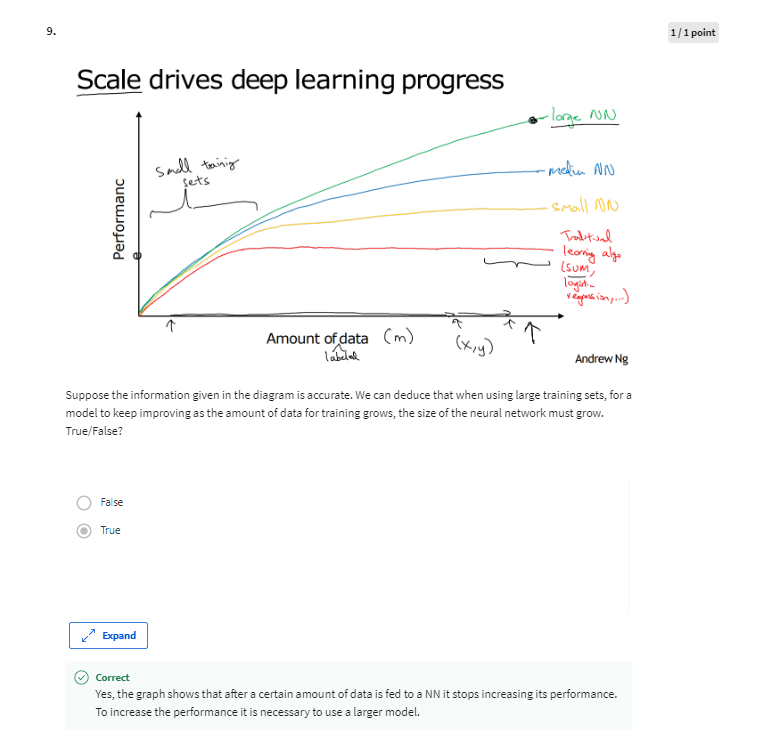 9.
1 / 1 point
Scale drives deep learning progress
large NN
small training
sets
medium NN
small NN
Performanc
Traditional
learning algo
(SVM,
logistic
regression,...)
Amount of data (m)
labeled
(x,y)
Andrew Ng
Suppose the information given in the diagram is accurate. We can deduce that when using large training sets, for a
model to keep improving as the amount of data for training grows, the size of the neural network must grow.
True/False?
False
True
Expand
Correct
Yes, the graph shows that after a certain amount of data is fed to a NN it stops increasing its performance.
To increase the performance it is necessary to use a larger model.